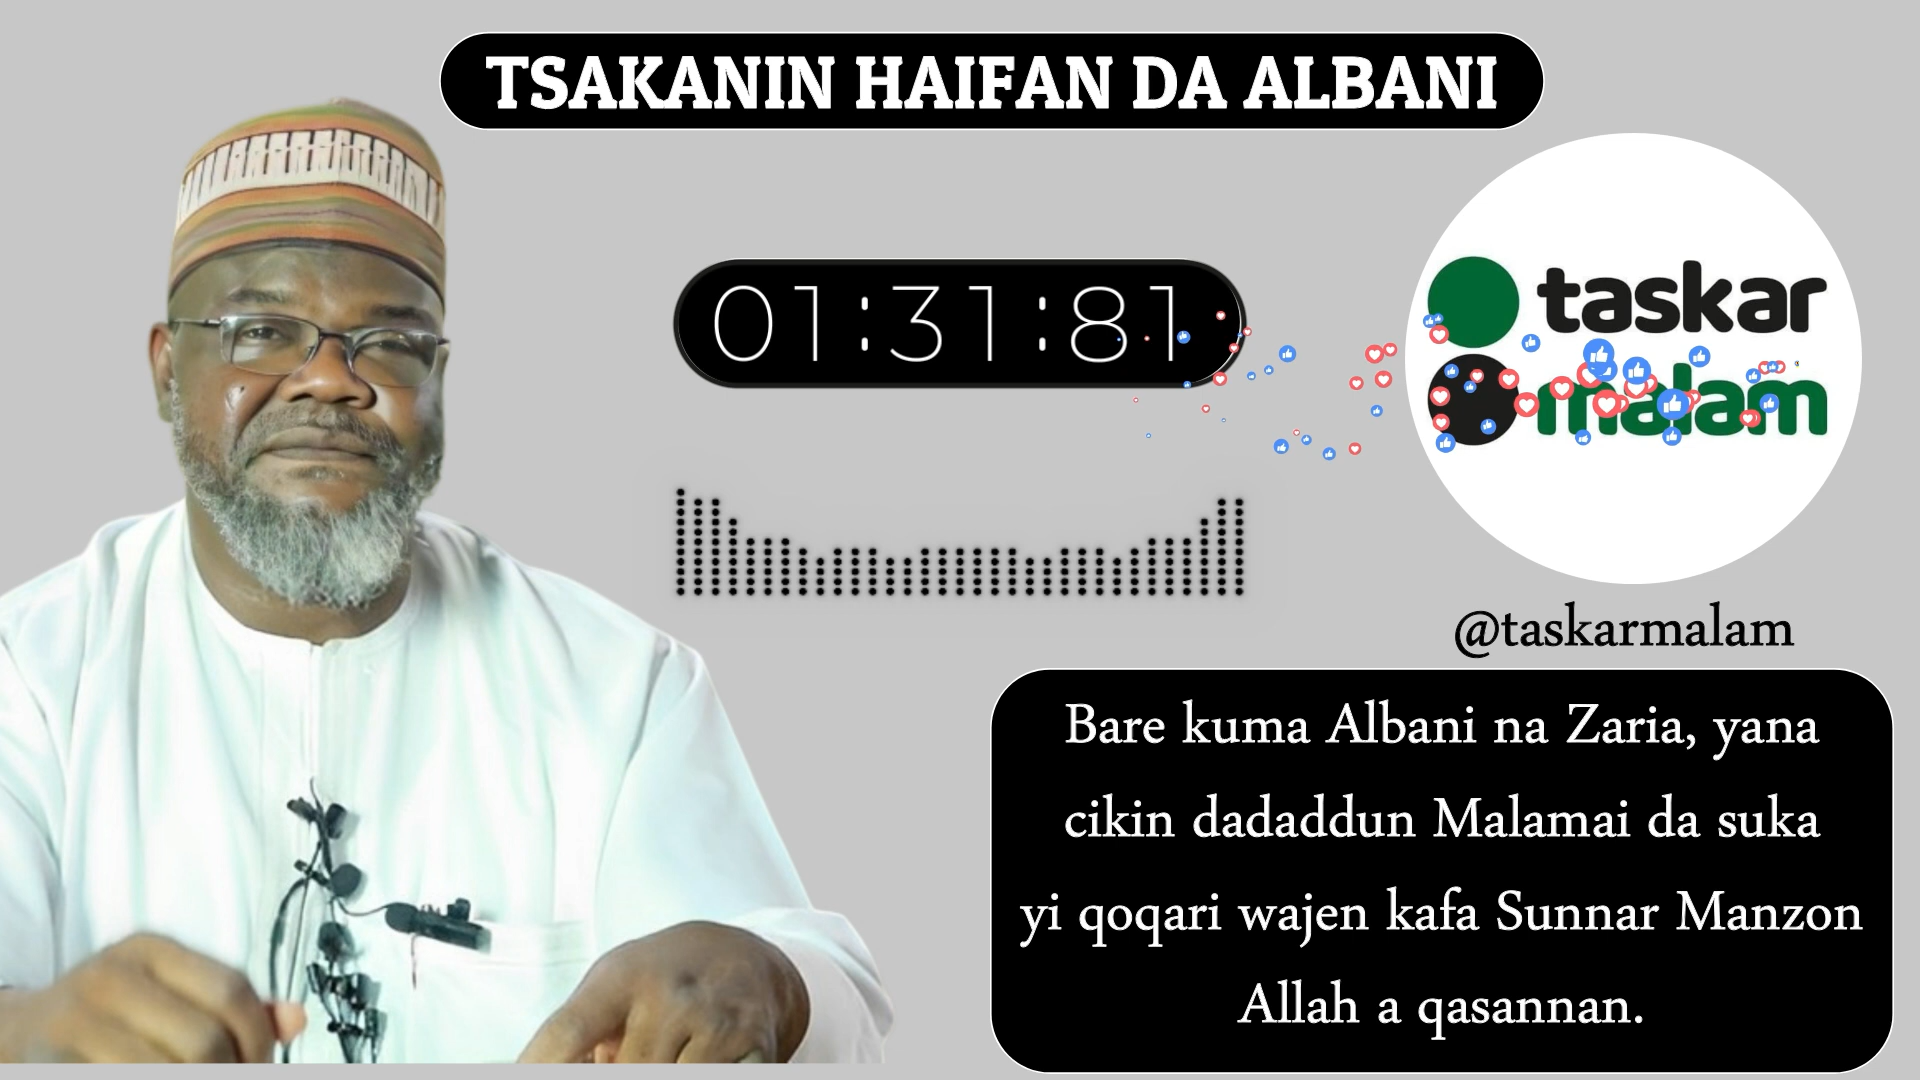 TSAKANIN HAIFAN DA ALBANI
01:31:81
taskar
malam
@taskarmalam
Bare kuma Albani na Zaria, yana
cikin dadaddun Malamai da suka
yi qoqari wajen kafa Sunnar Manzon
Allah a qasannan.